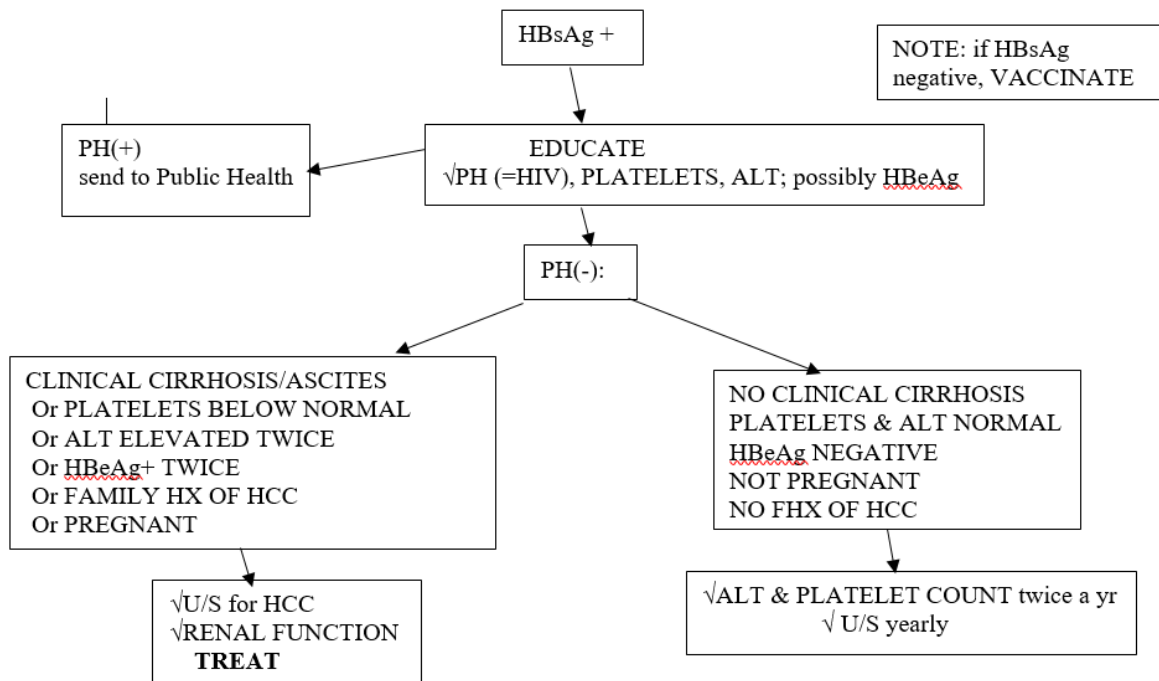 HBsAg +
NOTE: if HBsAg
negative, VACCINATE
PH(+)
send to Public Health
EDUCATE
√PH (=HIV), PLATELETS, ALT; possibly HBeAg
PH(-):
CLINICAL CIRRHOSIS/ASCITES
Or PLATELETS BELOW NORMAL
Or ALT ELEVATED TWICE
Or HBeAg+ TWICE
Or FAMILY HX OF HCC
Or PREGNANT
NO CLINICAL CIRRHOSIS
PLATELETS & ALT NORMAL
HBeAg NEGATIVE
NOT PREGNANT
NO FHX OF HCC
√U/S for HCC
√RENAL FUNCTION
TREAT
√ALT & PLATELET COUNT twice a yr
√ U/S yearly